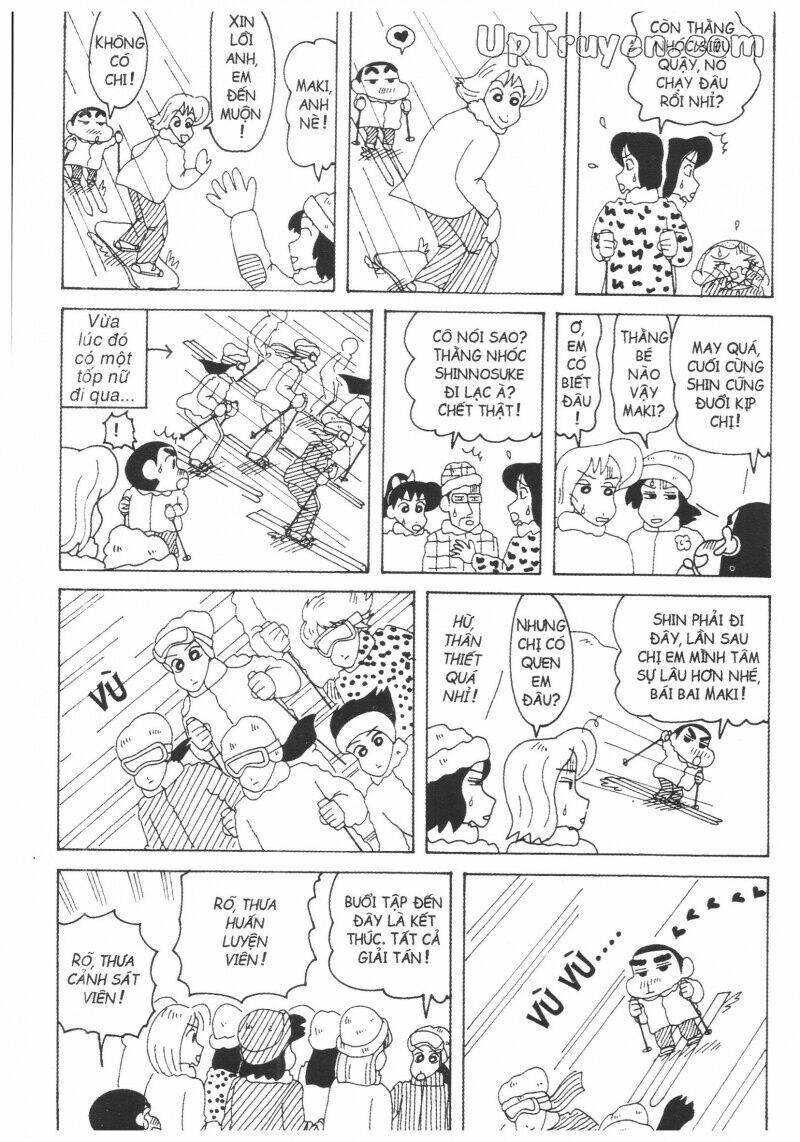 UpTruyen.com
CÒN THẰNG
NHÓC SIÊU
QUẬY, NÓ
CHẠY ĐÂU
RỒI NHỈ?
MAKI,
ANH
NÈ!
XIN
LỖI
ANH,
EM
ĐẾN
MUỘN
!
KHÔNG
CÓ
CHI!
MAY QUÁ,
CUỐI CÙNG
SHIN CŨNG
ĐUỔI KỊP
CHỊ!
THẰNG
BÉ
NÀO
VẬY
MAKI?
Ơ,
EM
CÓ
BIẾT
ĐÂU
!
CÔ NÓI SAO?
THẰNG NHÓC
SHINNOSUKE
ĐI LẠC À?
CHẾT THẬT!
Vừa
lúc đó
có một
tốp nữ
đi qua...
!
SHIN PHẢI ĐI
ĐÂY, LẦN SAU
CHỊ EM MÌNH TÂM
SỰ LÂU HƠN NHÉ,
BÁI BAI MAKI!
NHƯNG
CHỊ CÓ
QUEN
EM
ĐÂU?
HỪ,
THÂN
THIẾT
QUÁ
NHỈ!
VÙ
VÙ VÙ....
BUỔI TẬP ĐẾN
ĐÂY LÀ KẾT
THÚC. TẤT CẢ
GIẢI TÁN!
RÕ, THƯA
HUẤN
LUYỆN
VIÊN!
RÕ, THƯA
CẢNH SÁT
VIÊN!